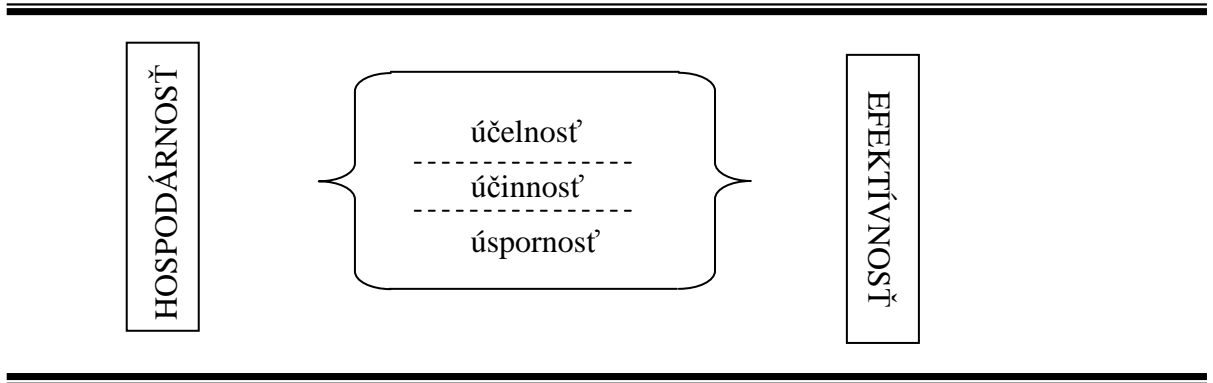 HOSPODÁRNOSŤ
účelnosť
účinnosť
úspornosť
EFEKTÍVNOSŤ